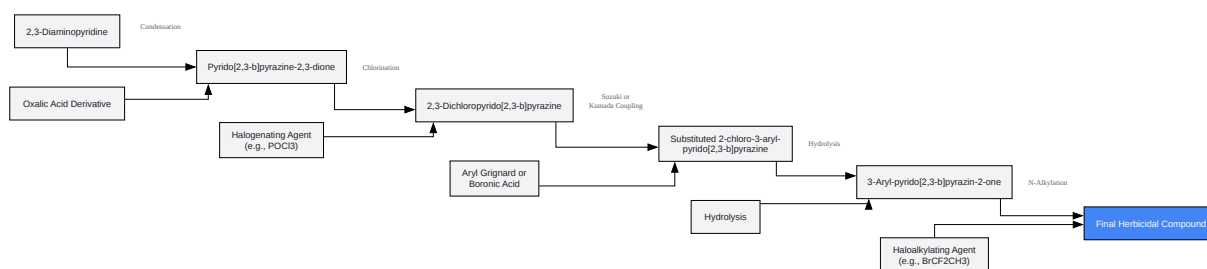 2,3-Diaminopyridine
Condensation
Oxalic Acid Derivative
Pyrido[2,3-b]pyrazine-2,3-dione
Chlorination
Halogenating Agent
(e.g., POCl3)
2,3-Dichloropyrido[2,3-b]pyrazine
Suzuki or
Kumada Coupling
Aryl Grignard or
Boronic Acid
Substituted 2-chloro-3-aryl-
pyrido[2,3-b]pyrazine
Hydrolysis
Hydrolysis
3-Aryl-pyrido[2,3-b]pyrazin-2-one
N-Alkylation
Haloalkylating Agent
(e.g., BrCF2CH3)
Final Herbicidal Compound